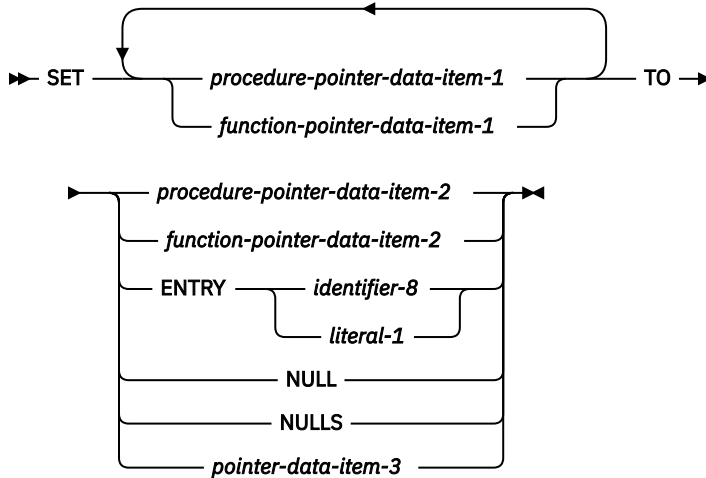 SET procedure-pointer-data-item-1 TO
function-pointer-data-item-1
procedure-pointer-data-item-2
function-pointer-data-item-2
ENTRY identifier-8
literal-1
NULL
NULLS
pointer-data-item-3